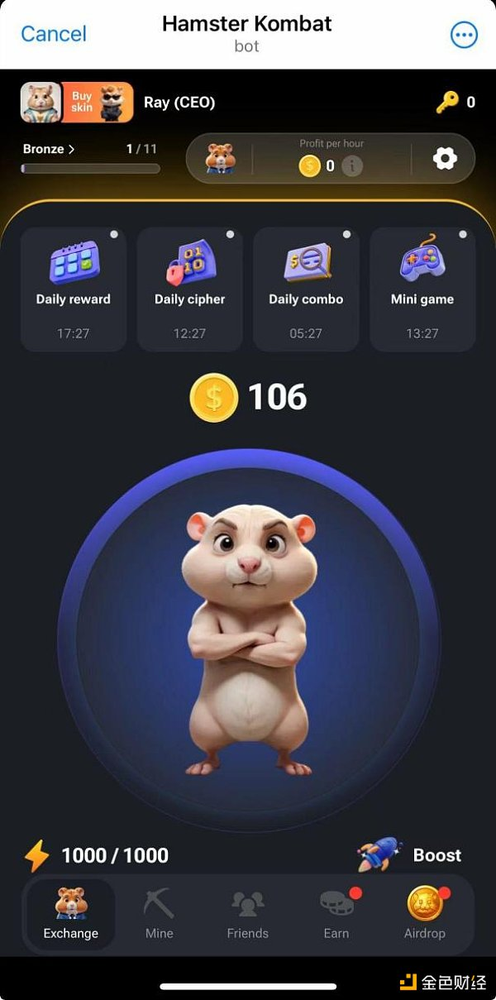 Cancel
Hamster Kombat
bot
Buy
skin
Ray (CEO)
0
Bronze >
1 / 11
Profit per hour
$ 0 i
Daily reward
17:27
01
10
Daily cipher
12:27
$
Daily combo
05:27
Mini game
13:27
$ 106
1000 / 1000
Boost
Exchange
Mine
Friends
Earn
Airdrop
金色财经